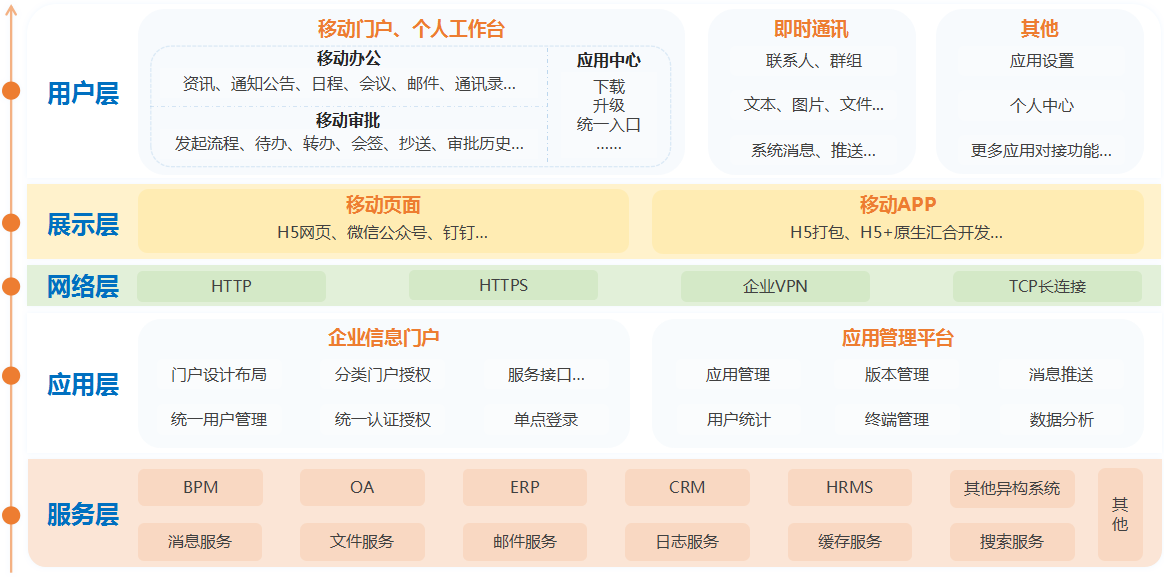 用户层
移动门户、个人工作台
移动办公
资讯、通知公告、日程、会议、邮件、通讯录...
移动审批
发起流程、待办、转办、会签、抄送、审批历史...
应用中心
下载
升级
统一入口
......
即时通讯
联系人、群组
文本、图片、文件...
系统消息、推送...
其他
应用设置
个人中心
更多应用对接功能...
展示层
移动页面
H5网页、微信公众号、钉钉...
移动APP
H5打包、H5+原生汇合开发...
网络层
HTTP
HTTPS
企业VPN
TCP长连接
应用层
企业信息门户
门户设计布局
分类门户授权
服务接口...
统一用户管理
统一认证授权
单点登录
应用管理平台
应用管理
版本管理
消息推送
用户统计
终端管理
数据分析
服务层
BPM
OA
ERP
CRM
HRMS
其他异构系统
消息服务
文件服务
邮件服务
日志服务
缓存服务
搜索服务
其
他